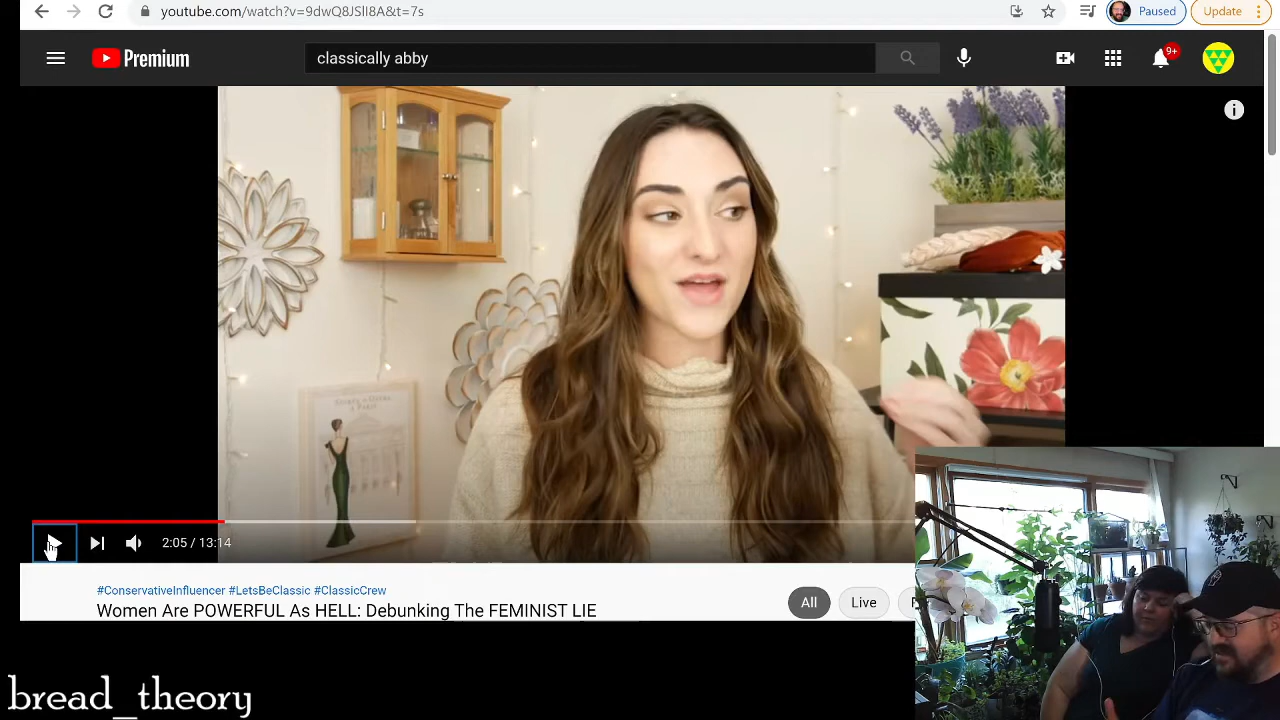 youtube.com/watch?v=9dwQ8JSlI8A&t=7s
Paused
Update
Premium
classically abby
9+
2:05 / 13:14
#ConservativeInfluencer #LetsBeClassic #ClassicCrew
Women Are POWERFUL As HELL: Debunking The FEMINIST LIE
All
Live
bread_theory